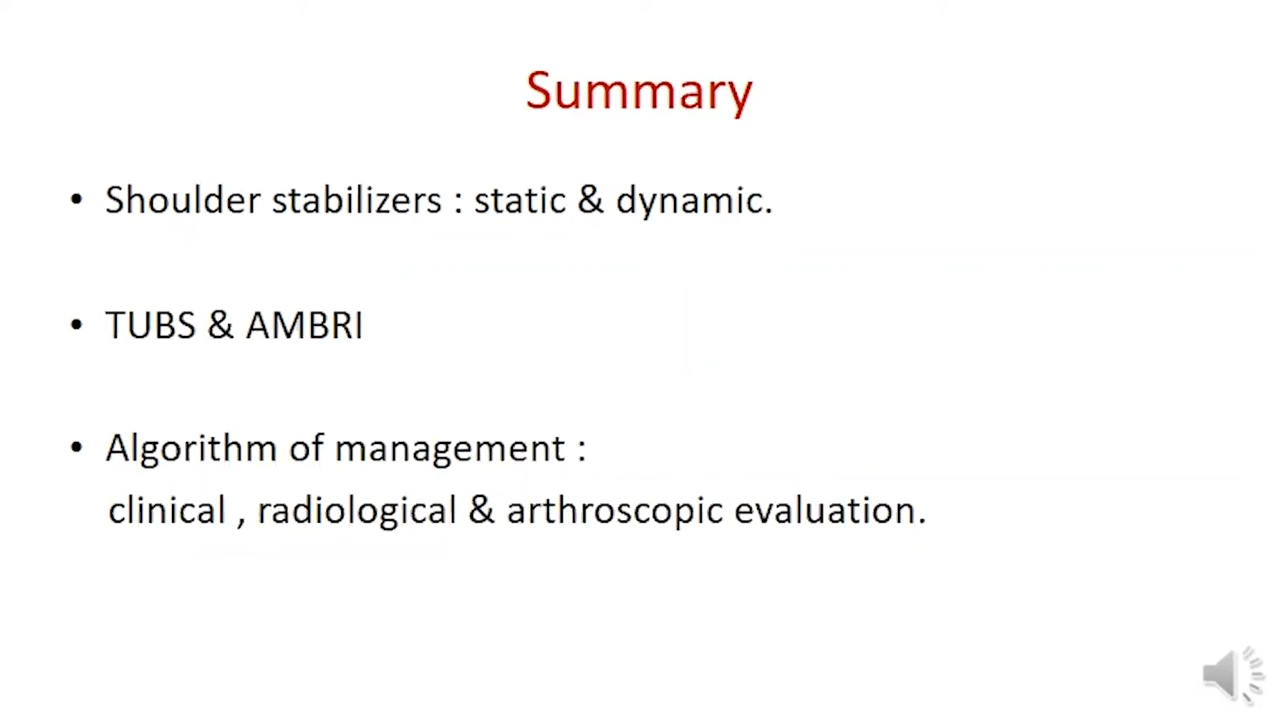 Summary
• Shoulder stabilizers : static & dynamic.
• TUBS & AMBRI
• Algorithm of management :
clinical , radiological & arthroscopic evaluation.